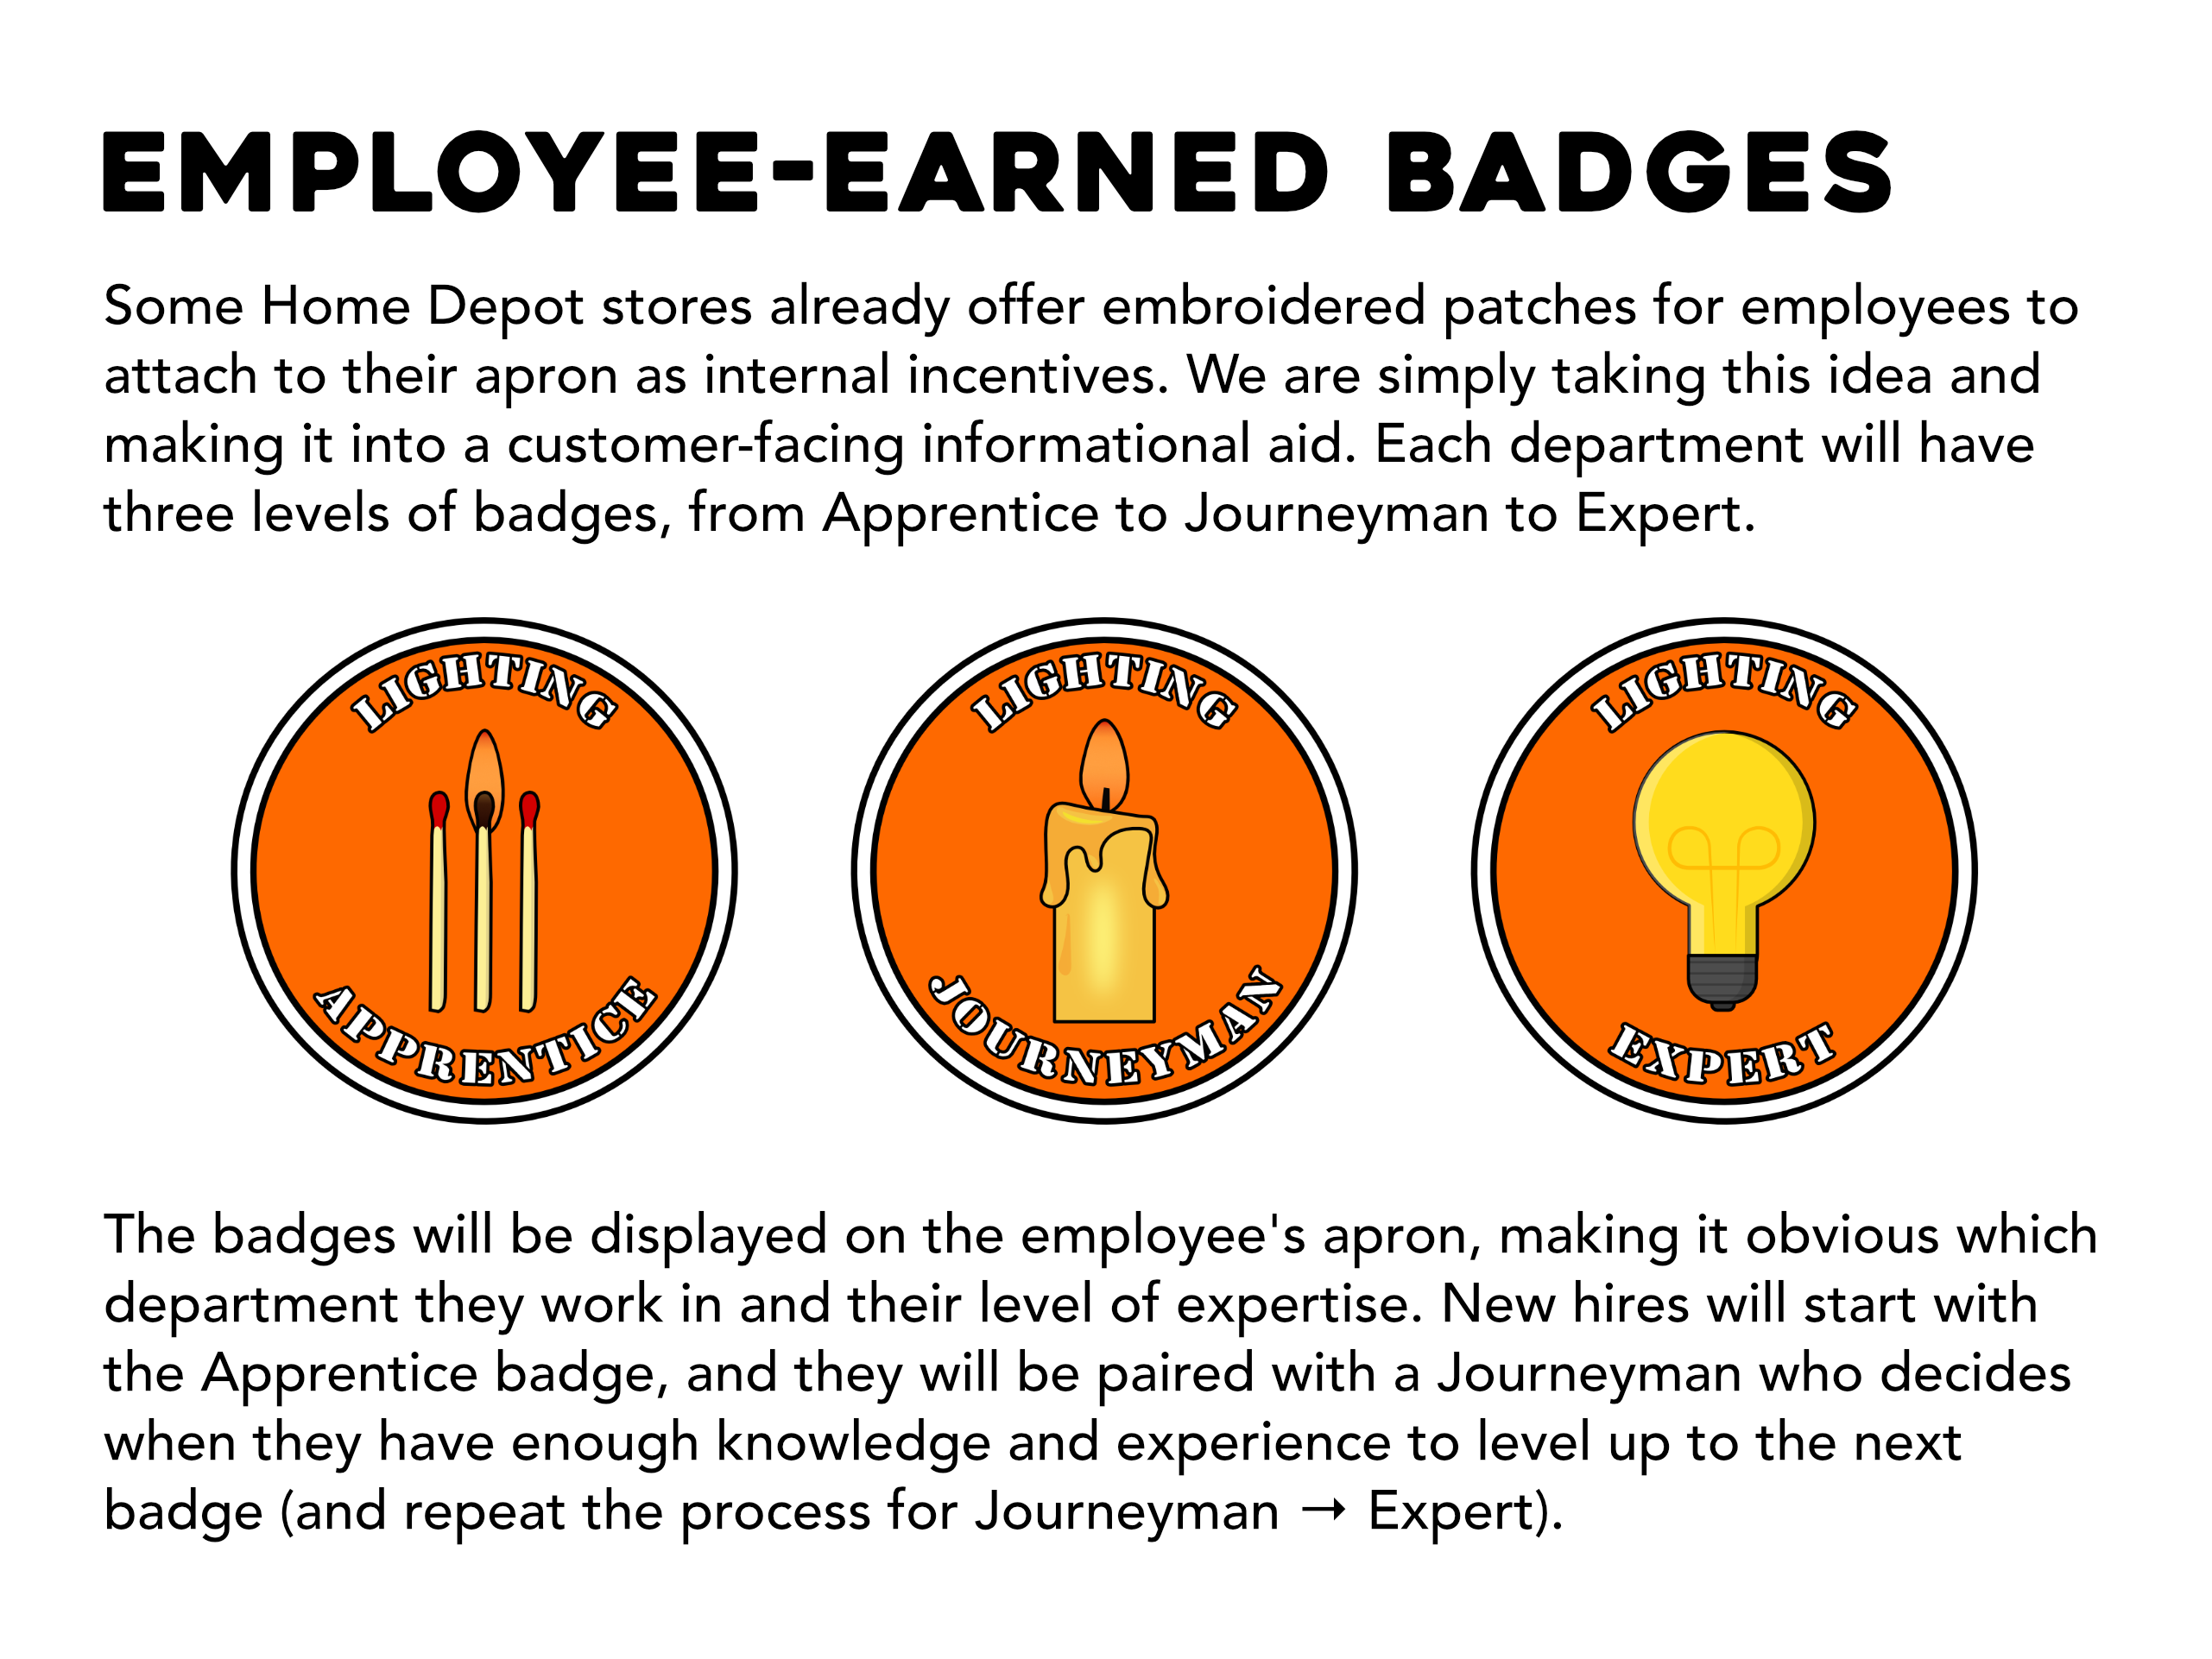 EMPLOYEE-EARNED BADGES
Some Home Depot stores already offer embroidered patches for employees to
attach to their apron as internal incentives. We are simply taking this idea and
making it into a customer-facing informational aid. Each department will have
three levels of badges, from Apprentice to Journeyman to Expert.
LIGHTING
APPRENTICE
LIGHTING
JOURNEYMAN
LIGHTING
EXPERT
The badges will be displayed on the employee's apron, making it obvious which
department they work in and their level of expertise. New hires will start with
the Apprentice badge, and they will be paired with a Journeyman who decides
when they have enough knowledge and experience to level up to the next
badge (and repeat the process for Journeyman → Expert).